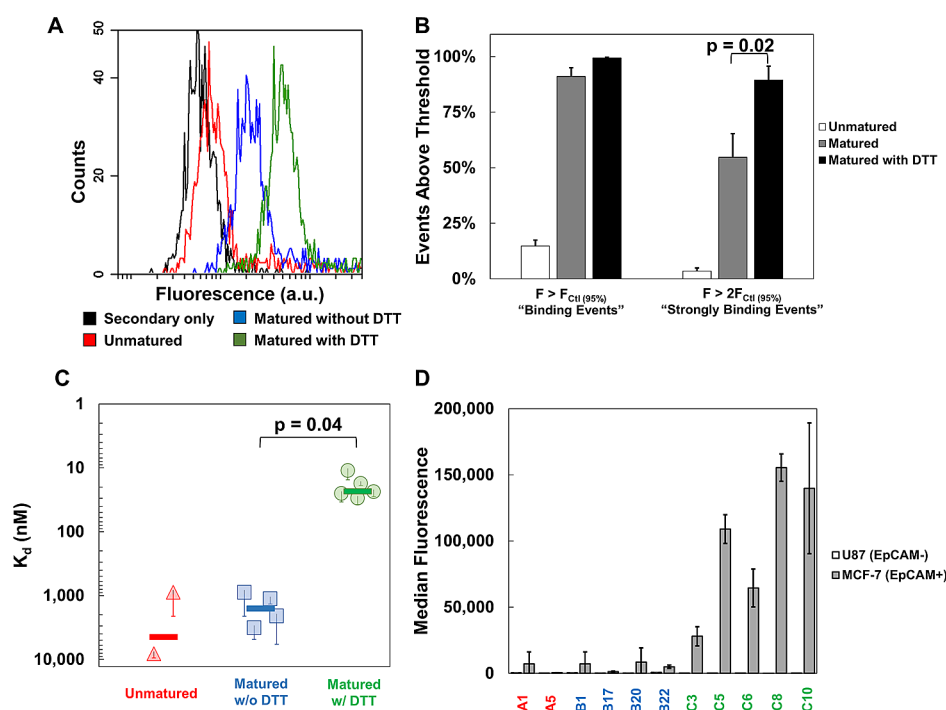 A
50
40
20
0
Counts
Fluorescence (a.u.)
Secondary only
Unmatured
Matured without DTT
Matured with DTT
B
100%
75%
50%
25%
0%
Events Above Threshold
p = 0.02
Unmatured
Matured
Matured with DTT
F > FCtl (95%)
“Binding Events”
F > 2FCtl (95%)
“Strongly Binding Events”
C
1
10
100
1,000
10,000
Kd (nM)
p = 0.04
Unmatured
Matured
w/o DTT
Matured
w/ DTT
D
200,000
150,000
100,000
50,000
0
Median Fluorescence
U87 (EpCAM-)
MCF-7 (EpCAM+)
A1
A5
B1
B17
B20
B22
C3
C5
C6
C8
C10